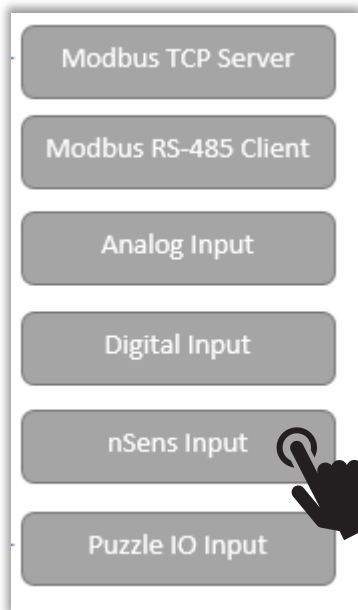 Modbus TCP Server
Modbus RS-485 Client
Analog Input
Digital Input
nSens Input
Puzzle IO Input